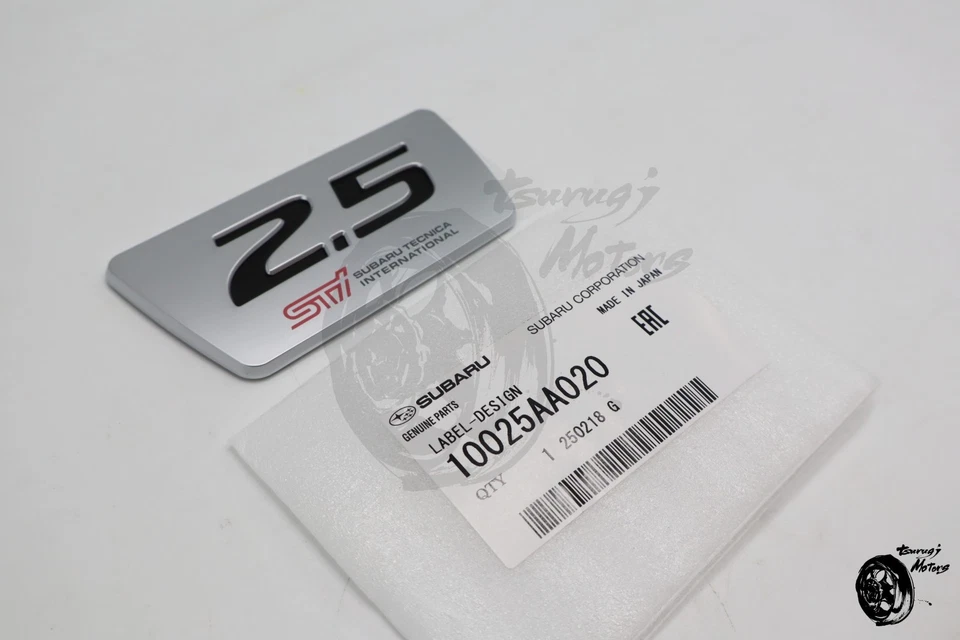 2.5
STi SUBARU TECNICA
INTERNATIONAL
tsurugi
Motors
SUBARU CORPORATION
MADE IN JAPAN
EAC
SUBARU
GENUINE PARTS
LABEL-DESIGN
10025AA020
QTY 1 250218 G
tsurugi
Motors